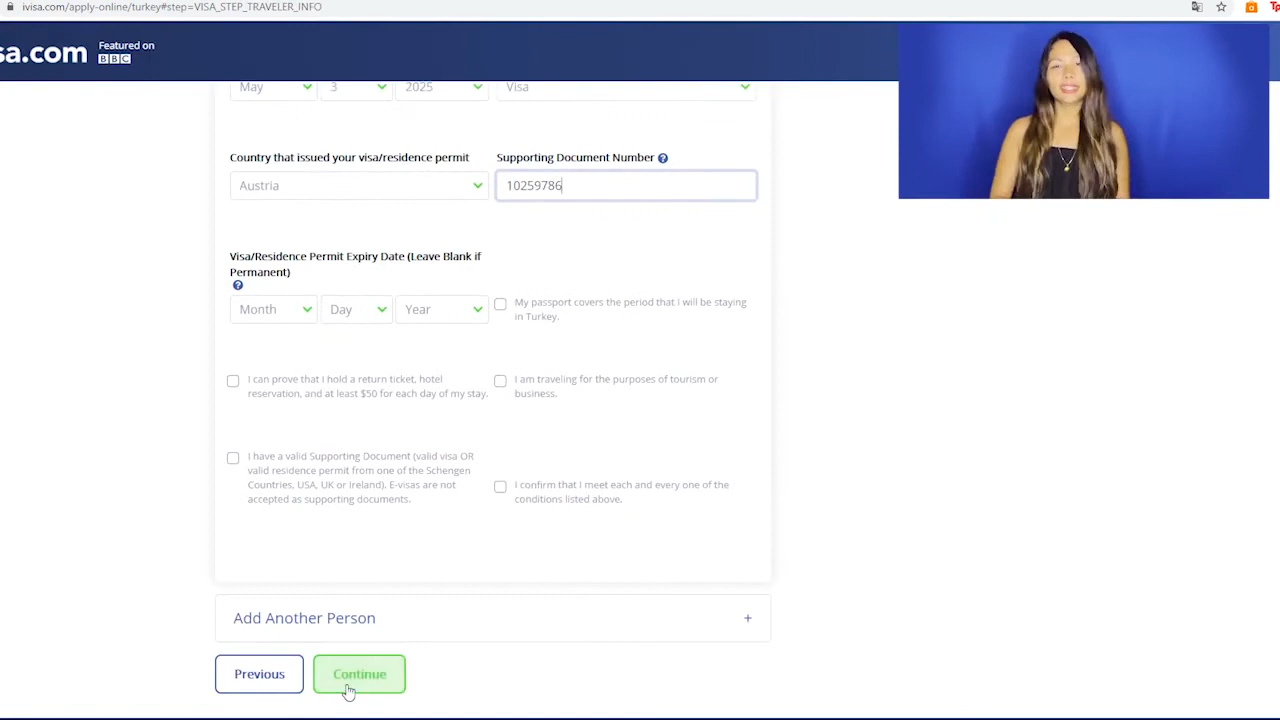 ivisa.com/apply-online/turkey#step=VISA_STEP_TRAVELER_INFO
sa.com
Featured on
BBC
May
3
2025
Visa
Country that issued your visa/residence permit
Supporting Document Number
Austria
10259786
Visa/Residence Permit Expiry Date (Leave Blank if
Permanent)
Month
Day
Year
My passport covers the period that I will be staying
in Turkey.
I can prove that I hold a return ticket, hotel
reservation, and at least $50 for each day of my stay.
I am traveling for the purposes of tourism or
business.
I have a valid Supporting Document (valid visa OR
valid residence permit from one of the Schengen
Countries, USA, UK or Ireland). E-visas are not
accepted as supporting documents.
i confirm that I meet each and every one of the
conditions listed above.
Add Another Person
+
Previous
Continue